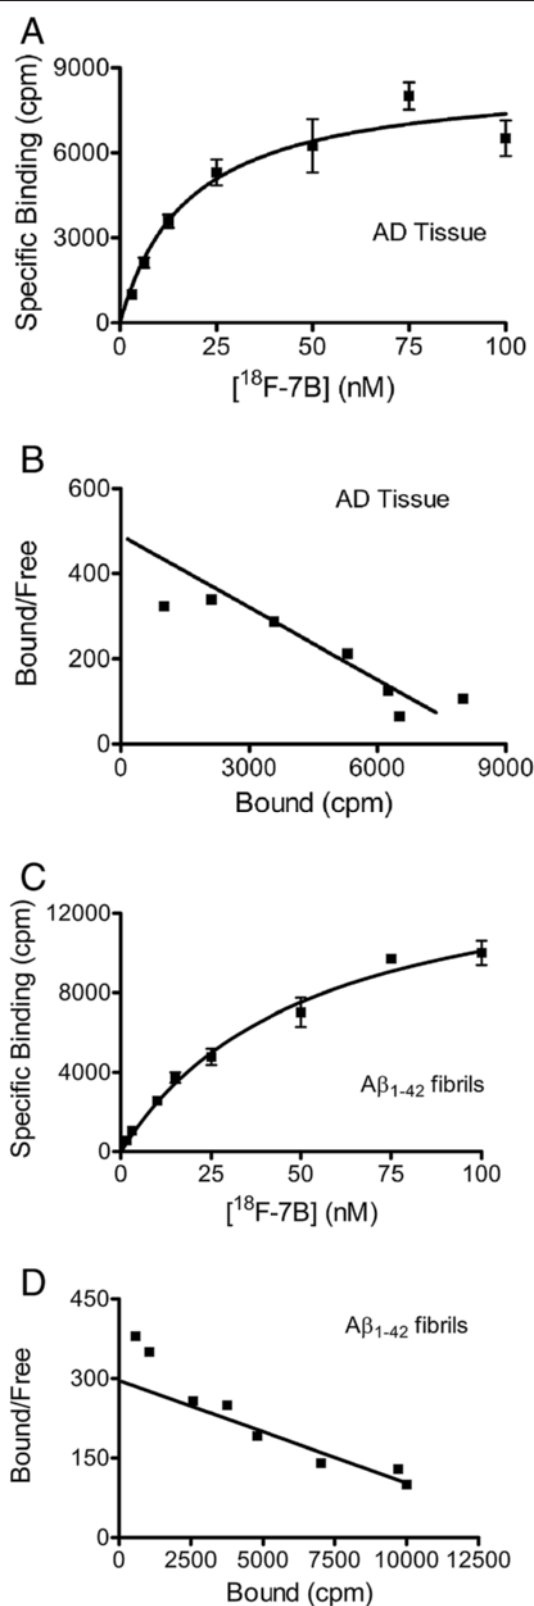 A
Specific Binding (cpm)
9000
6000
3000
0
AD Tissue
0 25 50 75 100
[¹⁸F-7B] (nM)
B
Bound/Free
600
400
200
0
AD Tissue
0 3000 6000 9000
Bound (cpm)
C
Specific Binding (cpm)
12000
8000
4000
0
Aβ₁₋₄₂ fibrils
0 25 50 75 100
[¹⁸F-7B] (nM)
D
Bound/Free
450
300
150
0
Aβ₁₋₄₂ fibrils
0 2500 5000 7500 10000 12500
Bound (cpm)